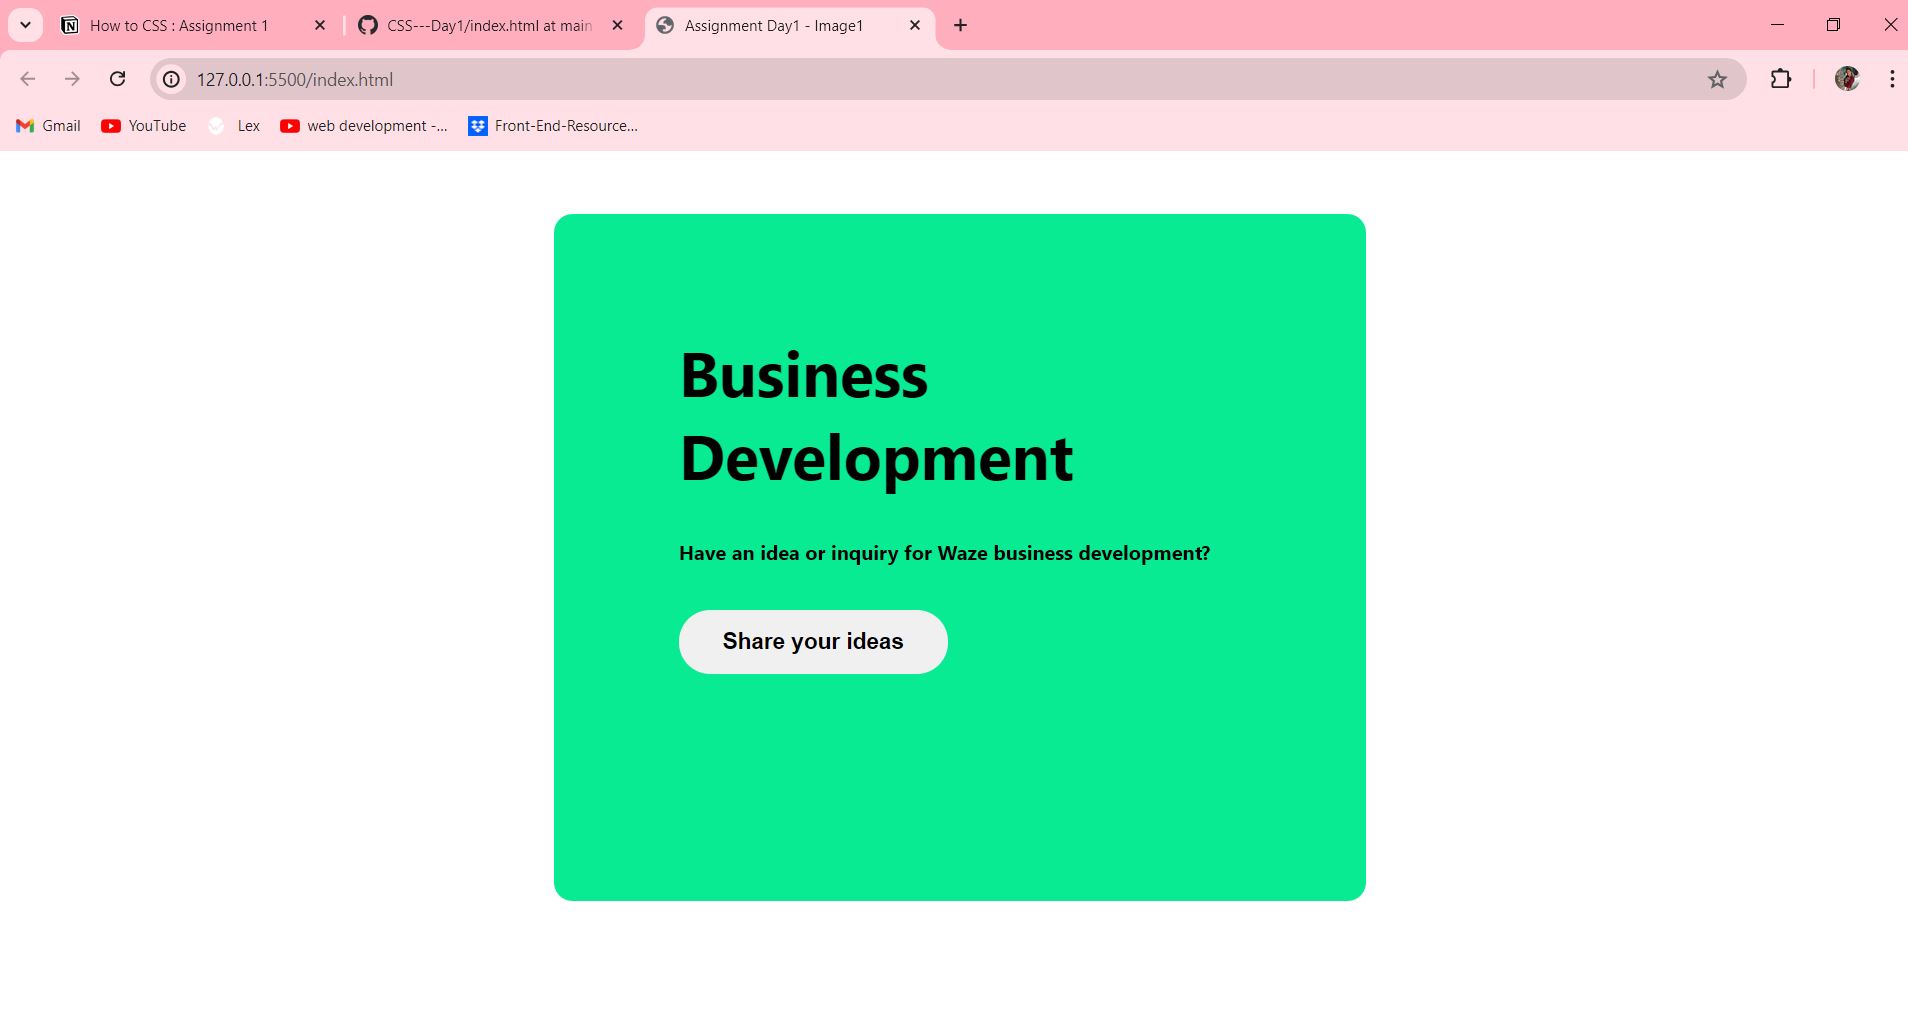 How to CSS : Assignment 1
CSS---Day1/index.html at main
Assignment Day1 - Image1
127.0.0.1:5500/index.html
Gmail
YouTube
Lex
web development -...
Front-End-Resource...
Business
Development
Have an idea or inquiry for Waze business development?
Share your ideas